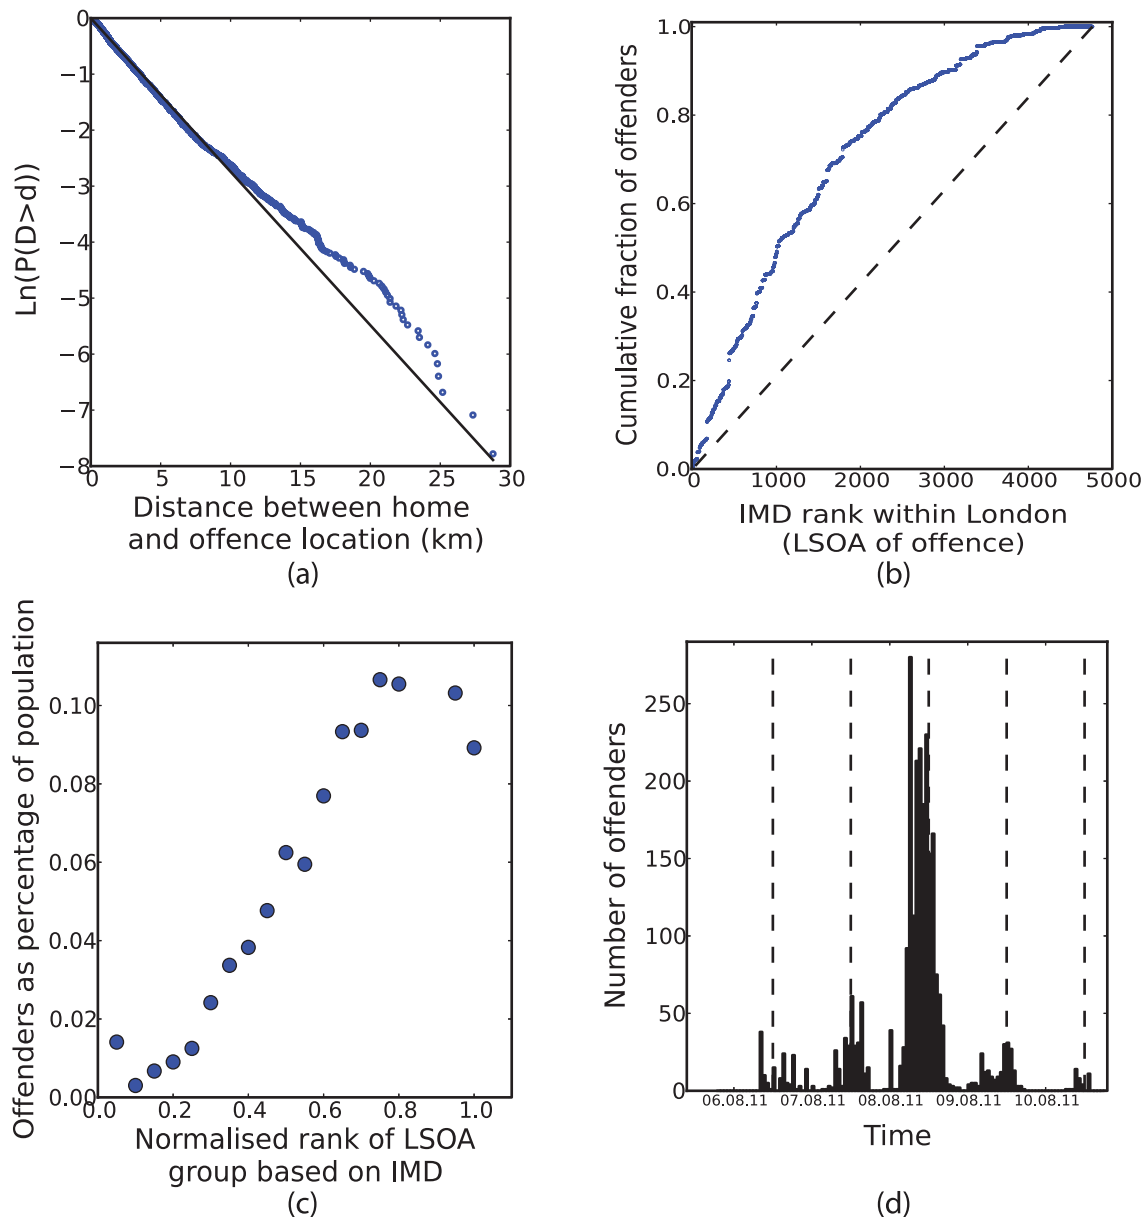 0
−1
−2
−3
−4
−5
−6
−7
−8
Ln(P(D>d))
0 5 10 15 20 25 30
Distance between home
and offence location (km)
(a)
1.0
0.8
0.6
0.4
0.2
0.0
Cumulative fraction of offenders
0 1000 2000 3000 4000 5000
IMD rank within London
(LSOA of offence)
(b)
0.10
0.08
0.06
0.04
0.02
0.00
Offenders as percentage of population
0.0 0.2 0.4 0.6 0.8 1.0
Normalised rank of LSOA
group based on IMD
(c)
250
200
150
100
50
0
Number of offenders
06.08.11 07.08.11 08.08.11 09.08.11 10.08.11
Time
(d)